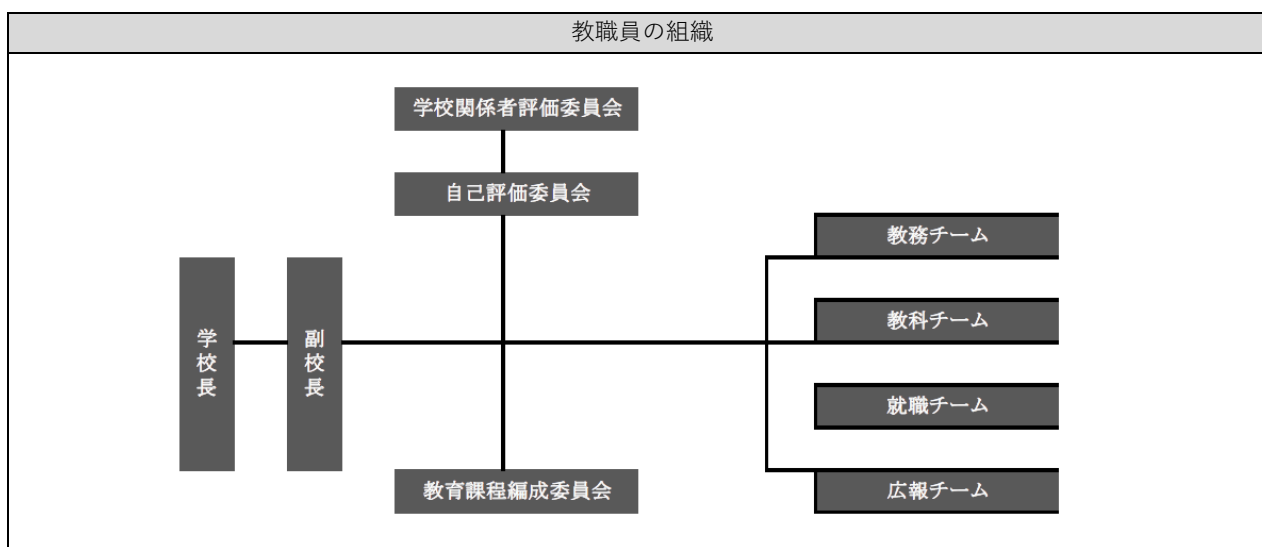 教職員の組織
学校関係者評価委員会
自己評価委員会
教務チーム
学校長
副校長
教科チーム
就職チーム
教育課程編成委員会
広報チーム